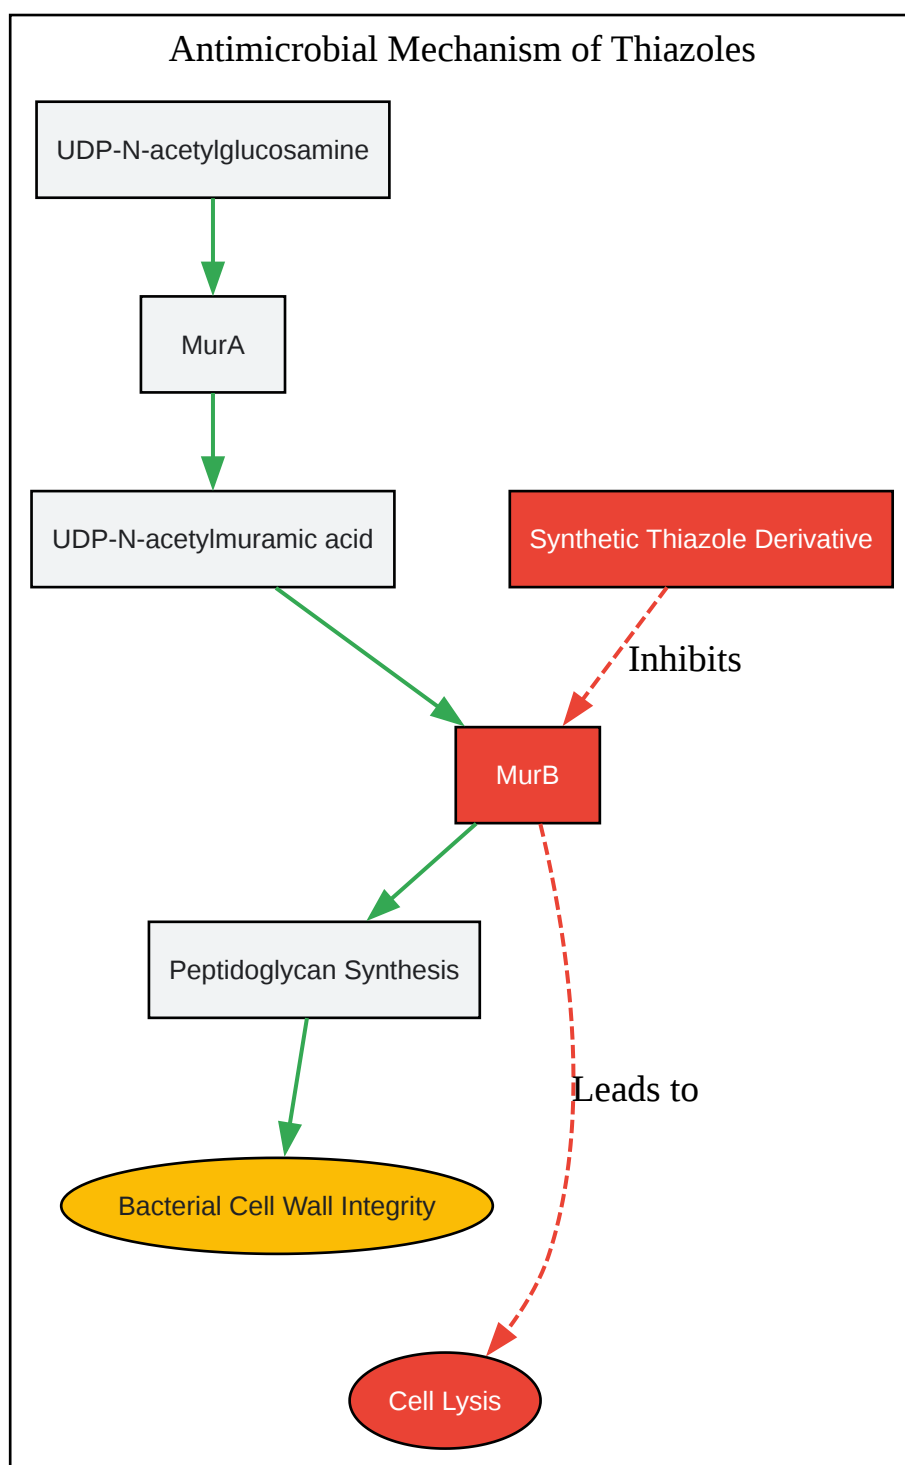 Antimicrobial Mechanism of Thiazoles
UDP-N-acetylglucosamine
MurA
UDP-N-acetylmuramic acid
Synthetic Thiazole Derivative
Inhibits
MurB
Peptidoglycan Synthesis
Leads to
Bacterial Cell Wall Integrity
Cell Lysis